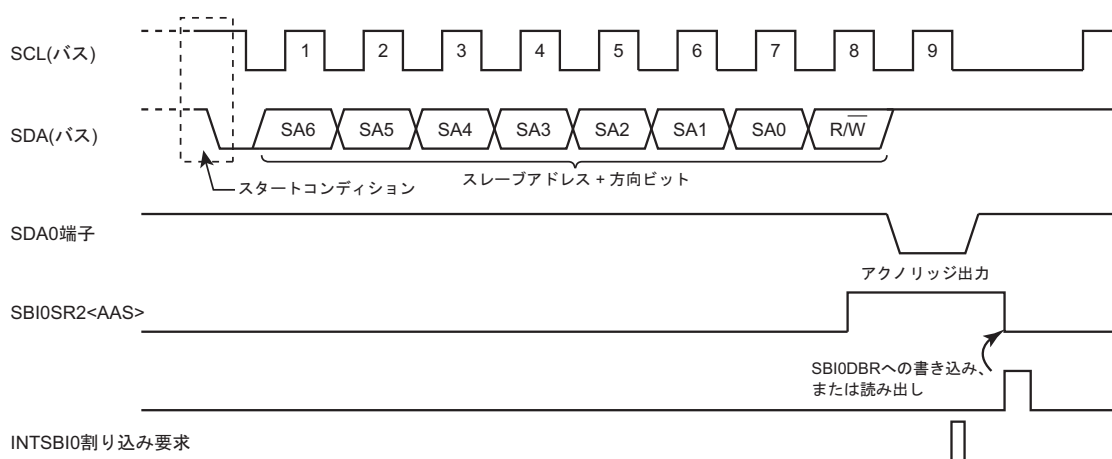 SCL(バス)
1 2 3 4 5 6 7 8 9
SDA(バス)
SA6 SA5 SA4 SA3 SA2 SA1 SA0 R/W̅
スタートコンディション
スレーブアドレス + 方向ビット
SDA0端子
アクノリッジ出力
SBI0SR2<AAS>
SBI0DBRへの書き込み、
または読み出し
INTSBI0割り込み要求